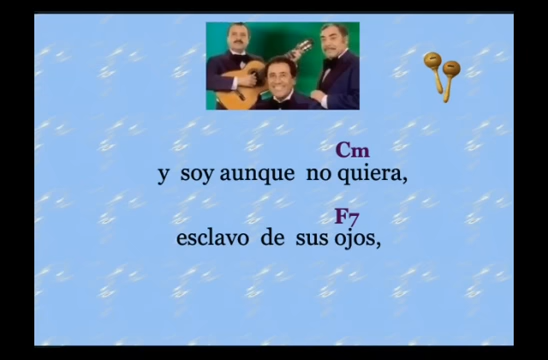 Cm
y soy aunque no quiera,
F7
esclavo de sus ojos,